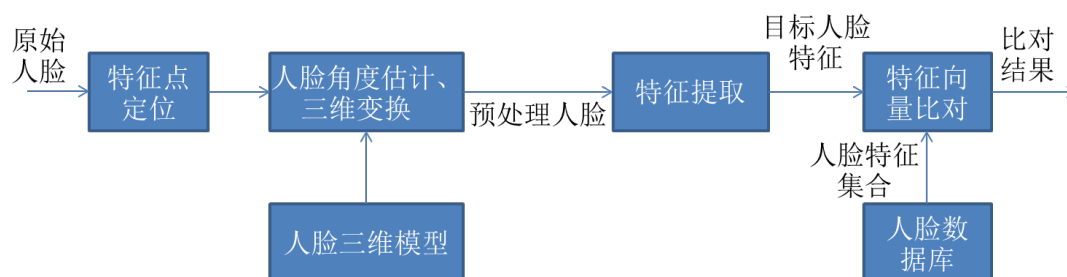 原始
人脸
特征点
定位
人脸角度估计、
三维变换
预处理人脸
特征提取
目标人脸
特征
特征向
量比对
比对
结果
人脸三维模型
人脸特征
集合
人脸数
据库